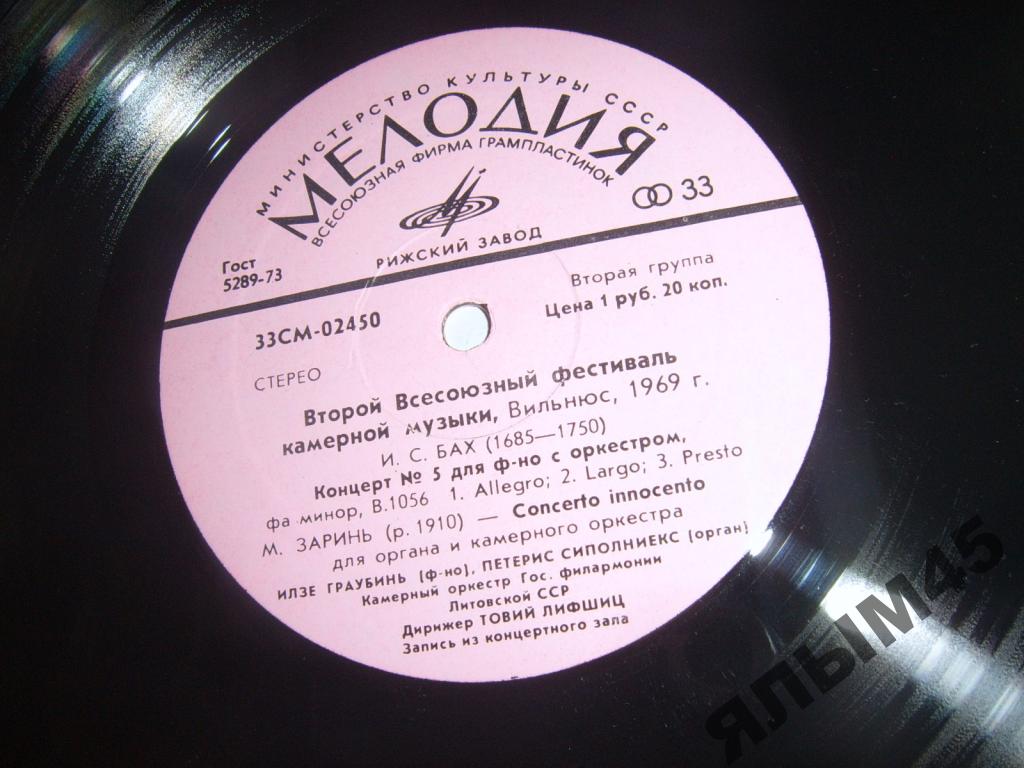 МИНИСТЕРСТВО КУЛЬТУРЫ СССР
МЕЛОДИЯ
ВСЕСОЮЗНАЯ ФИРМА ГРАМПЛАСТИНОК
33
РИЖСКИЙ ЗАВОД
Гост
5289-73
Вторая группа
Цена 1 руб. 20 коп.
33СМ-02450
СТЕРЕО
Второй Всесоюзный фестиваль
камерной музыки, Вильнюс, 1969 г.
И. С. БАХ (1685—1750)
Концерт № 5 для ф-но с оркестром,
фа минор, В.1056 1. Allegro; 2. Largo; 3. Presto
М. ЗАРИНЬ (р. 1910) — Concerto innocento
для органа и камерного оркестра
ИЛЗЕ ГРАУБИНЬ (ф-но), ПЕТЕРИС СИПОЛНИЕКС (орган)
Камерный оркестр Гос. филармонии
Литовской ССР
Дирижер ТОВИЙ ЛИФШИЦ
Запись из концертного зала
ЯЛЫМ45